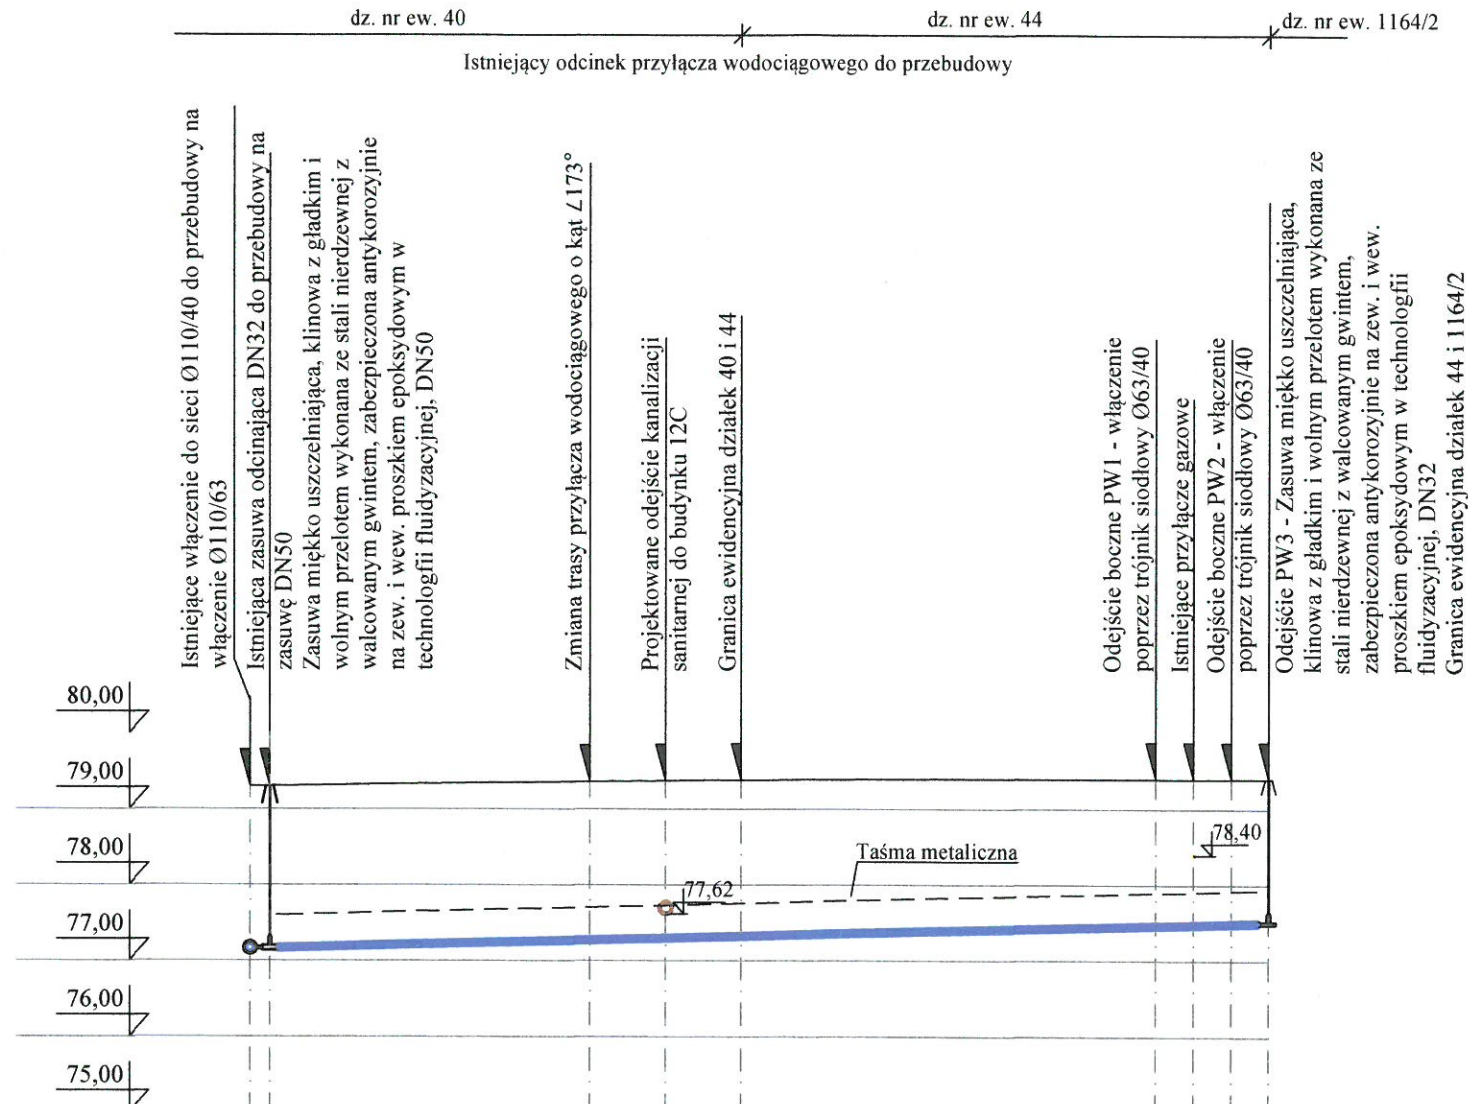 dz. nr ew. 40
dz. nr ew. 44
dz. nr ew. 1164/2
Istniejący odcinek przyłącza wodociągowego do przebudowy
Istniejące włączenie do sieci Ø110/40 do przebudowy na
włączenie Ø110/63
Istniejąca zasuwa odcinająca DN32 do przebudowy na
zasuwę DN50
Zasuwa miękko uszczelniająca, klinowa z gładkim i
wolnym przelotem wykonana ze stali nierdzewnej z
walcowanym gwintem, zabezpieczona antykorozyjnie
na zew. i wew. proszkiem epoksydowym w
technologfii fluidyzacyjnej, DN50
Zmiana trasy przyłącza wodociągowego o kąt ∠173°
Projektowane odejście kanalizacji
sanitarnej do budynku 12C
Granica ewidencyjna działek 40 i 44
Odejście boczne PW1 - włączenie
poprzez trójnik siodłowy Ø63/40
Istniejące przyłącze gazowe
Odejście boczne PW2 - włączenie
poprzez trójnik siodłowy Ø63/40
Odejśćie PW3 - Zasuwa miękko uszczelniająca,
klinowa z gładkim i wolnym przelotem wykonana ze
stali nierdzewnej z walcowanym gwintem,
zabezpieczona antykorozyjnie na zew. i wew.
proszkiem epoksydowym w technologfii
fluidyzacyjnej, DN32
Granica ewidencyjna działek 44 i 1164/2
80,00
79,00
78,00
77,00
76,00
75,00
78,40
Taśma metaliczna
77,62